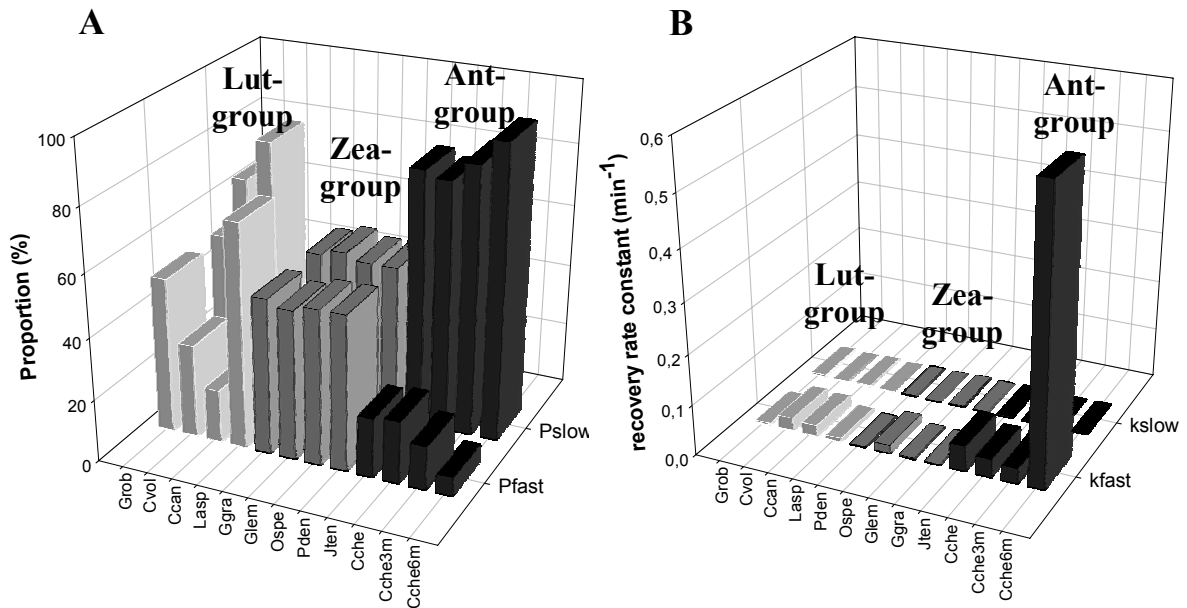 A
Lut-
group
Zea-
group
Ant-
group
Proportion (%)
100
80
60
40
20
0
Grob
Cvol
Ccan
Lasp
Ggra
Glem
Ospe
Pden
Jten
Cche
Cche3m
Cche6m
Pslow
Pfast
B
Lut-
group
Zea-
group
Ant-
group
recovery rate constant (min⁻¹)
0,6
0,5
0,4
0,3
0,2
0,1
0,0
Grob
Cvol
Ccan
Lasp
Pden
Ospe
Glem
Ggra
Jten
Cche
Cche3m
Cche6m
kslow
kfast